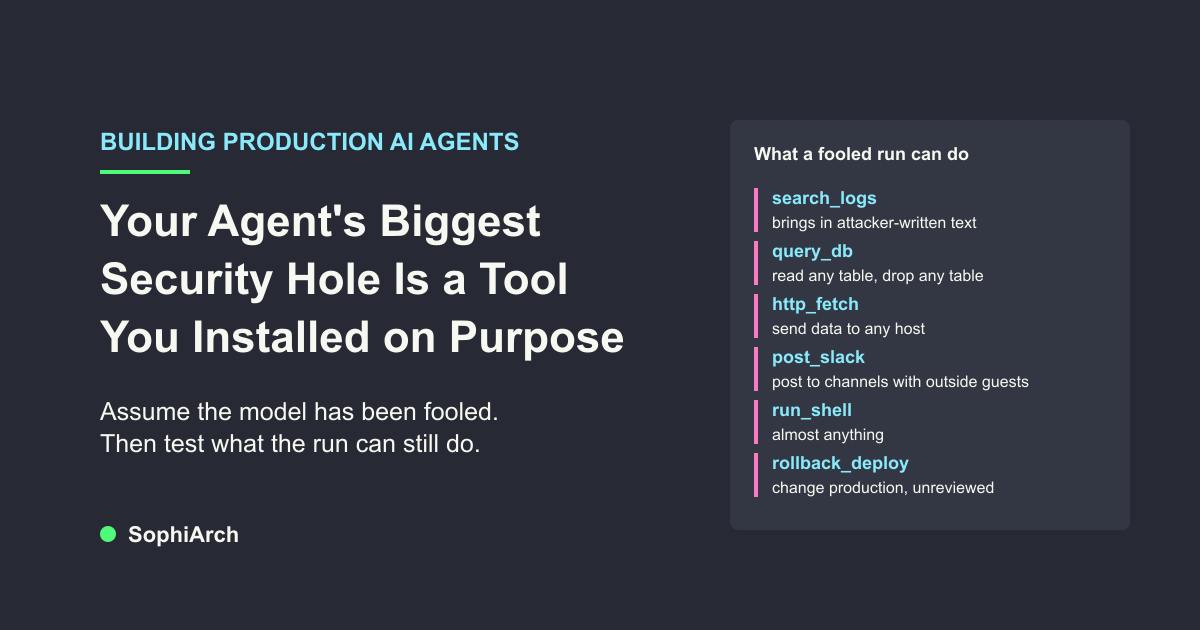 BUILDING PRODUCTION AI AGENTS
Your Agent's Biggest
Security Hole Is a Tool
You Installed on Purpose
Assume the model has been fooled.
Then test what the run can still do.
SophiArch
What a fooled run can do
search_logs
brings in attacker-written text
query_db
read any table, drop any table
http_fetch
send data to any host
post_slack
post to channels with outside guests
run_shell
almost anything
rollback_deploy
change production, unreviewed